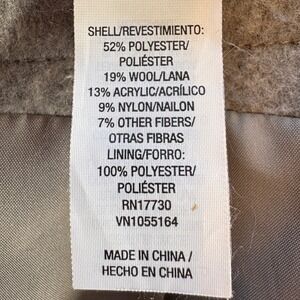 SHELL/REVESTIMIENTO:
52% POLYESTER/
POLIÉSTER
19% WOOL/LANA
13% ACRYLIC/ACRÍLICO
9% NYLON/NAILON
7% OTHER FIBERS/
OTRAS FIBRAS
LINING/FORRO:
100% POLYESTER/
POLIÉSTER
RN17730
VN1055164
MADE IN CHINA/
HECHO EN CHINA